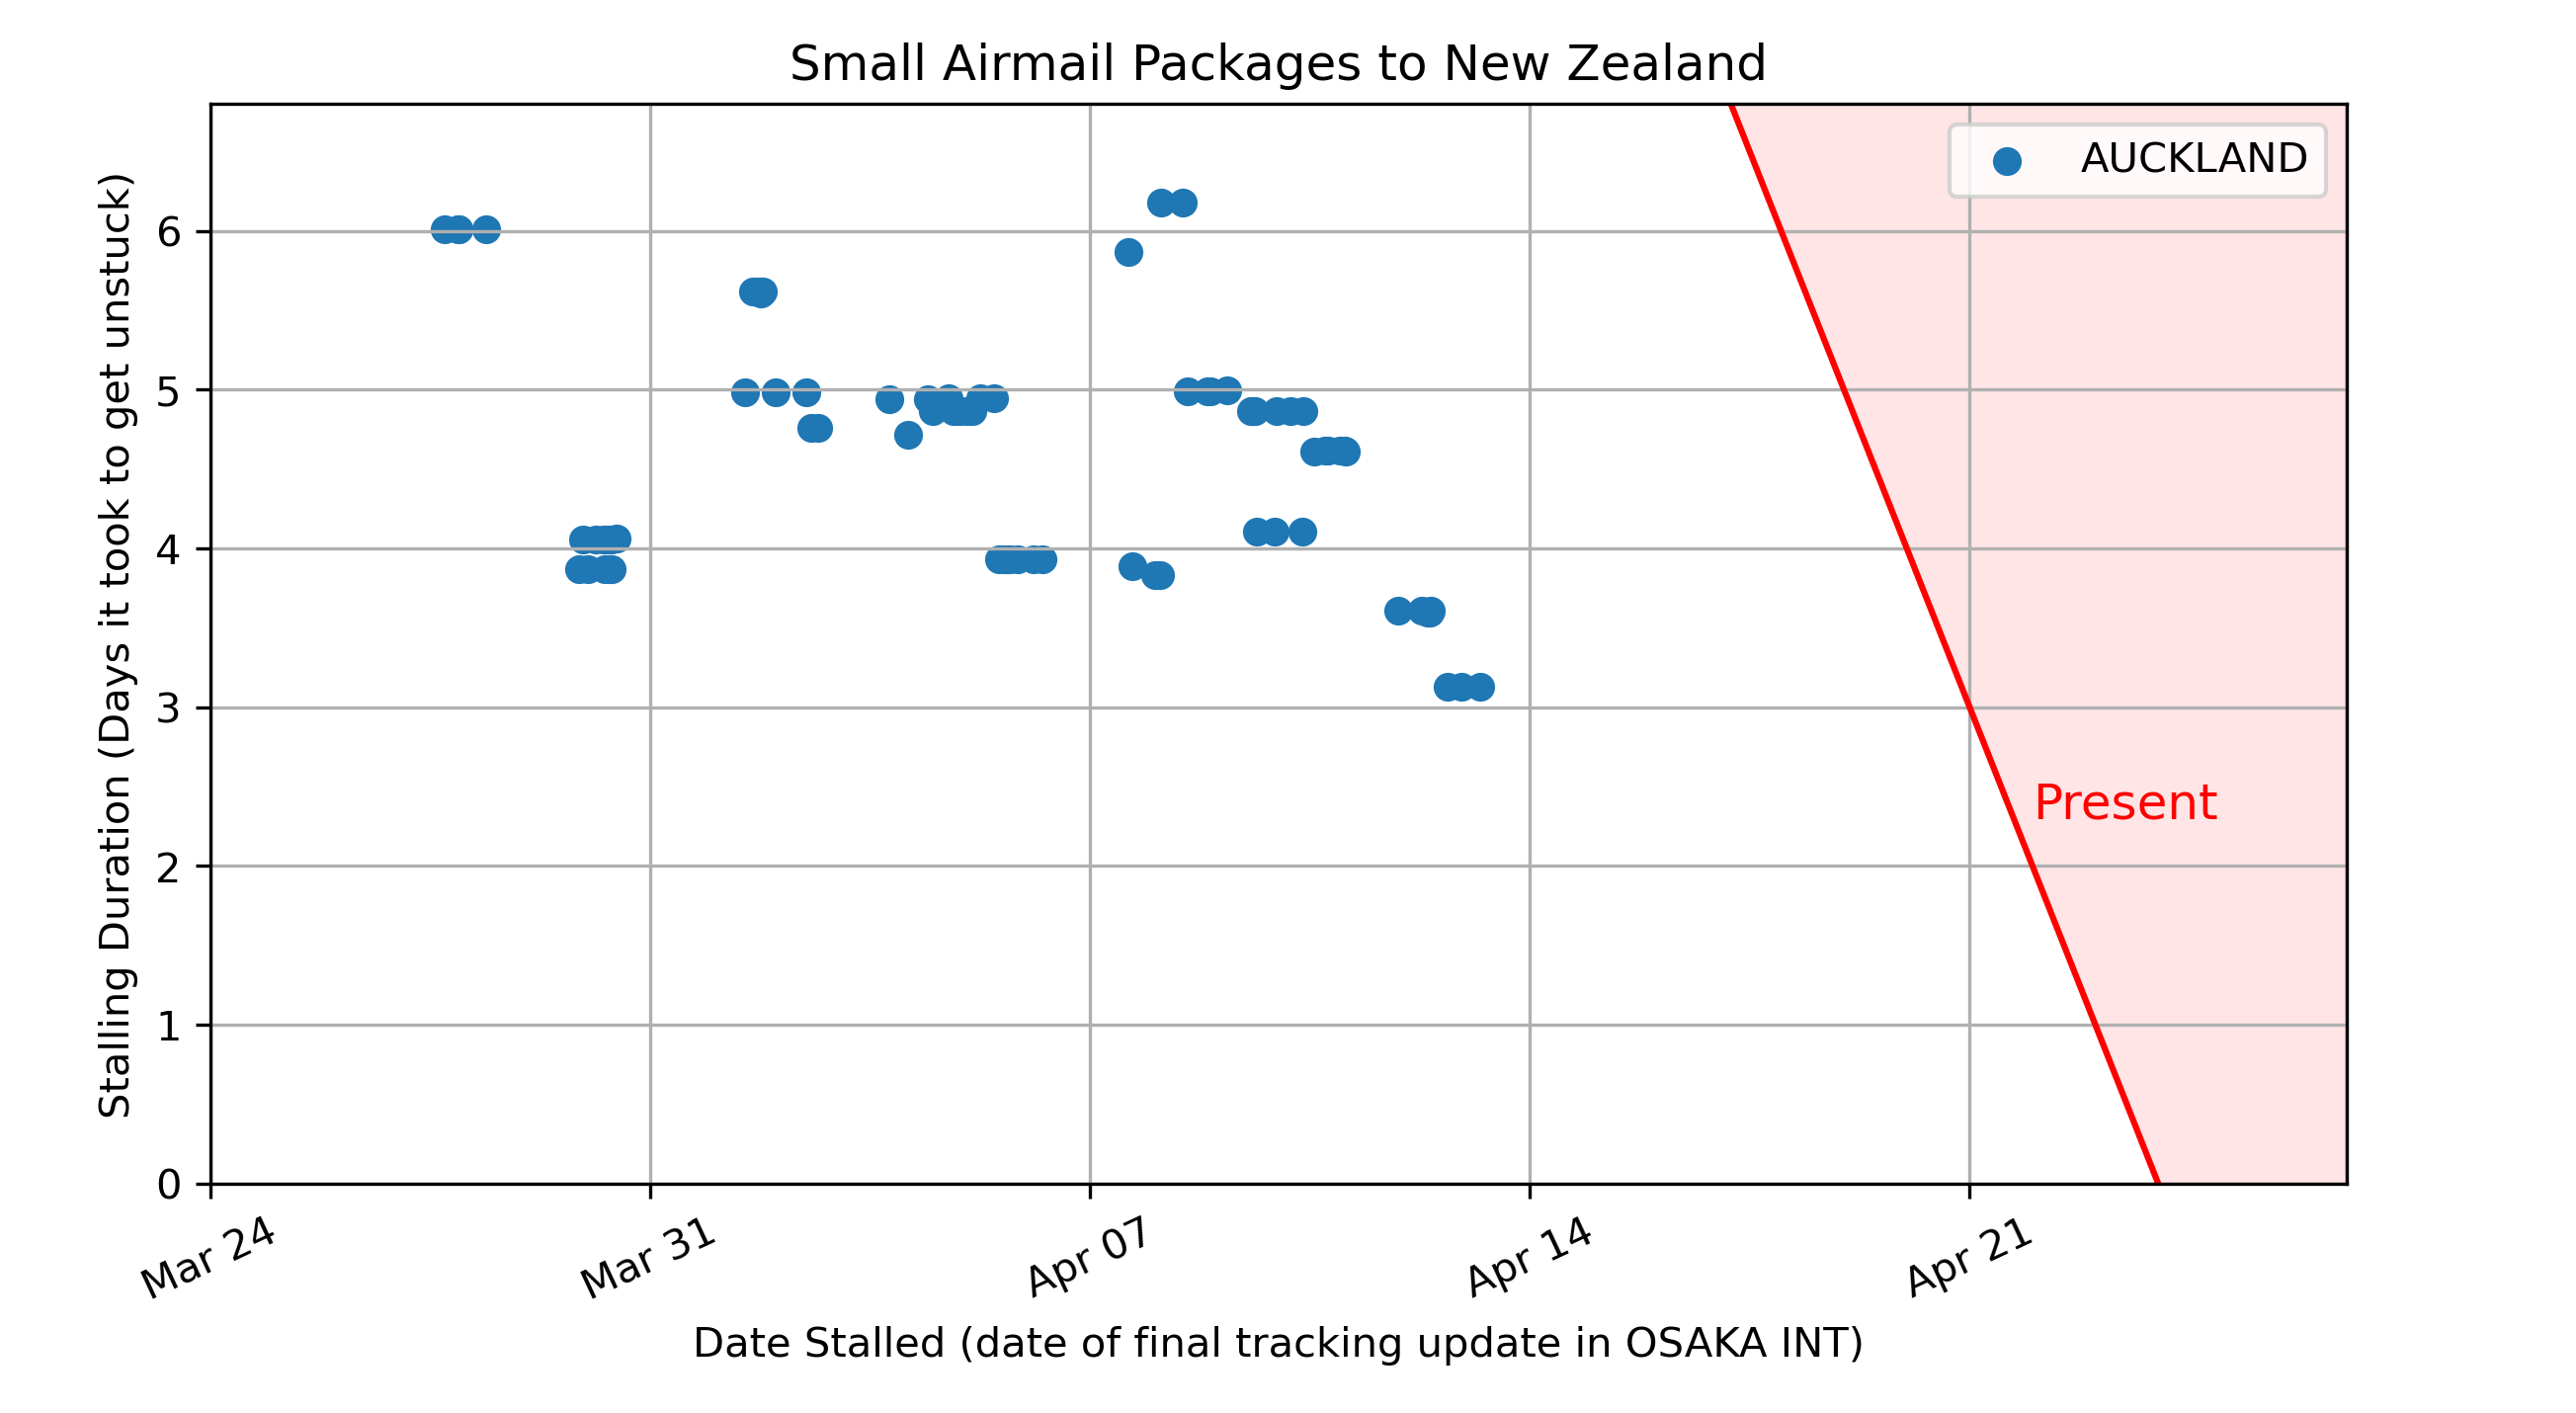 Small Airmail Packages to New Zealand
AUCKLAND
Stalling Duration (Days it took to get unstuck)
6
5
4
3
2
1
0
Present
Mar 24
Mar 31
Apr 07
Apr 14
Apr 21
Date Stalled (date of final tracking update in OSAKA INT)